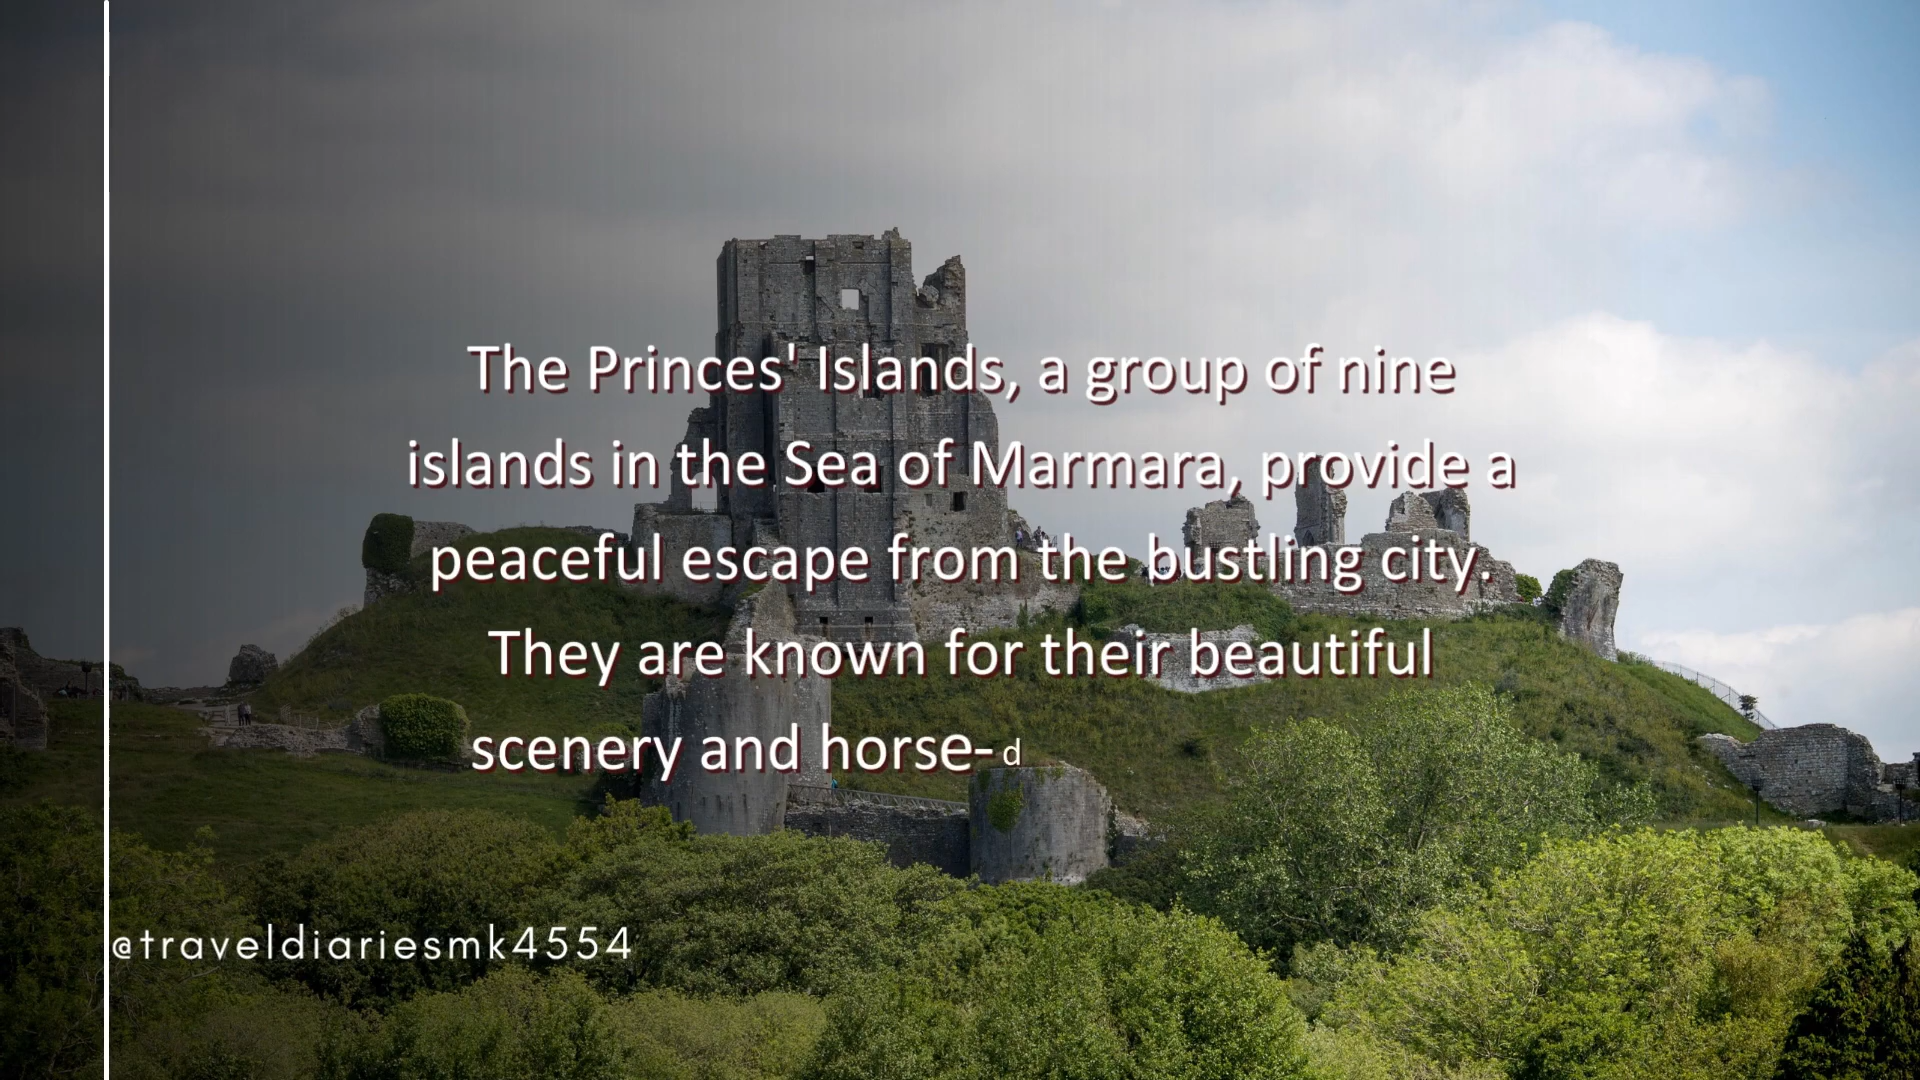 The Princes' Islands, a group of nine
islands in the Sea of Marmara, provide a
peaceful escape from the bustling city.
They are known for their beautiful
scenery and horse-d
@traveldiariesmk4554